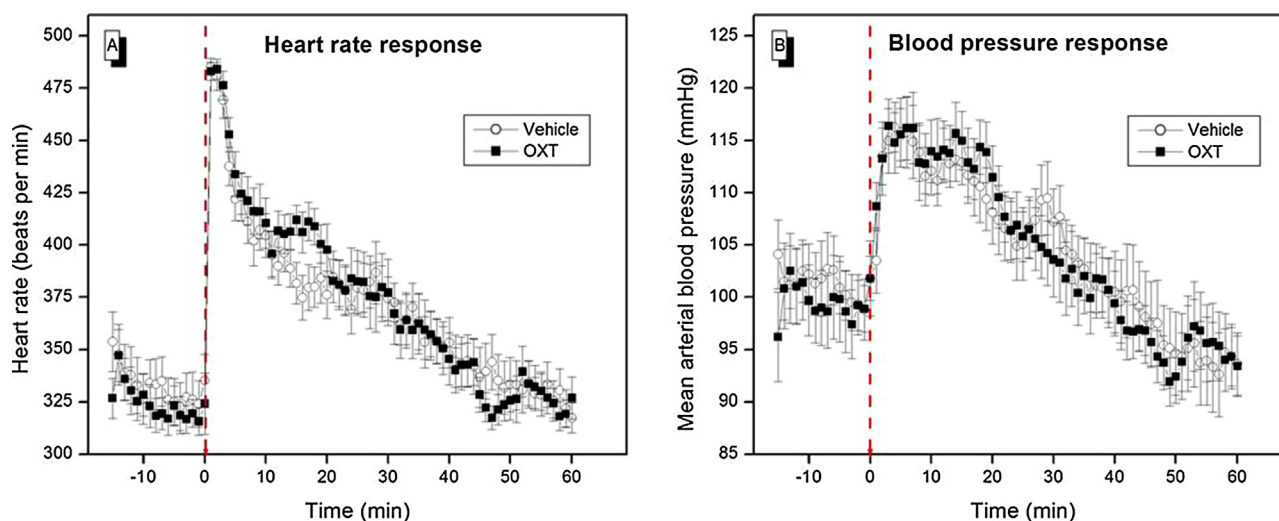 A
Heart rate response
Heart rate (beats per min)
500
475
450
425
400
375
350
325
300
Vehicle
OXT
-10
0
10
20
30
40
50
60
Time (min)
B
Blood pressure response
Mean arterial blood pressure (mmHg)
125
120
115
110
105
100
95
90
85
Vehicle
OXT
-10
0
10
20
30
40
50
60
Time (min)